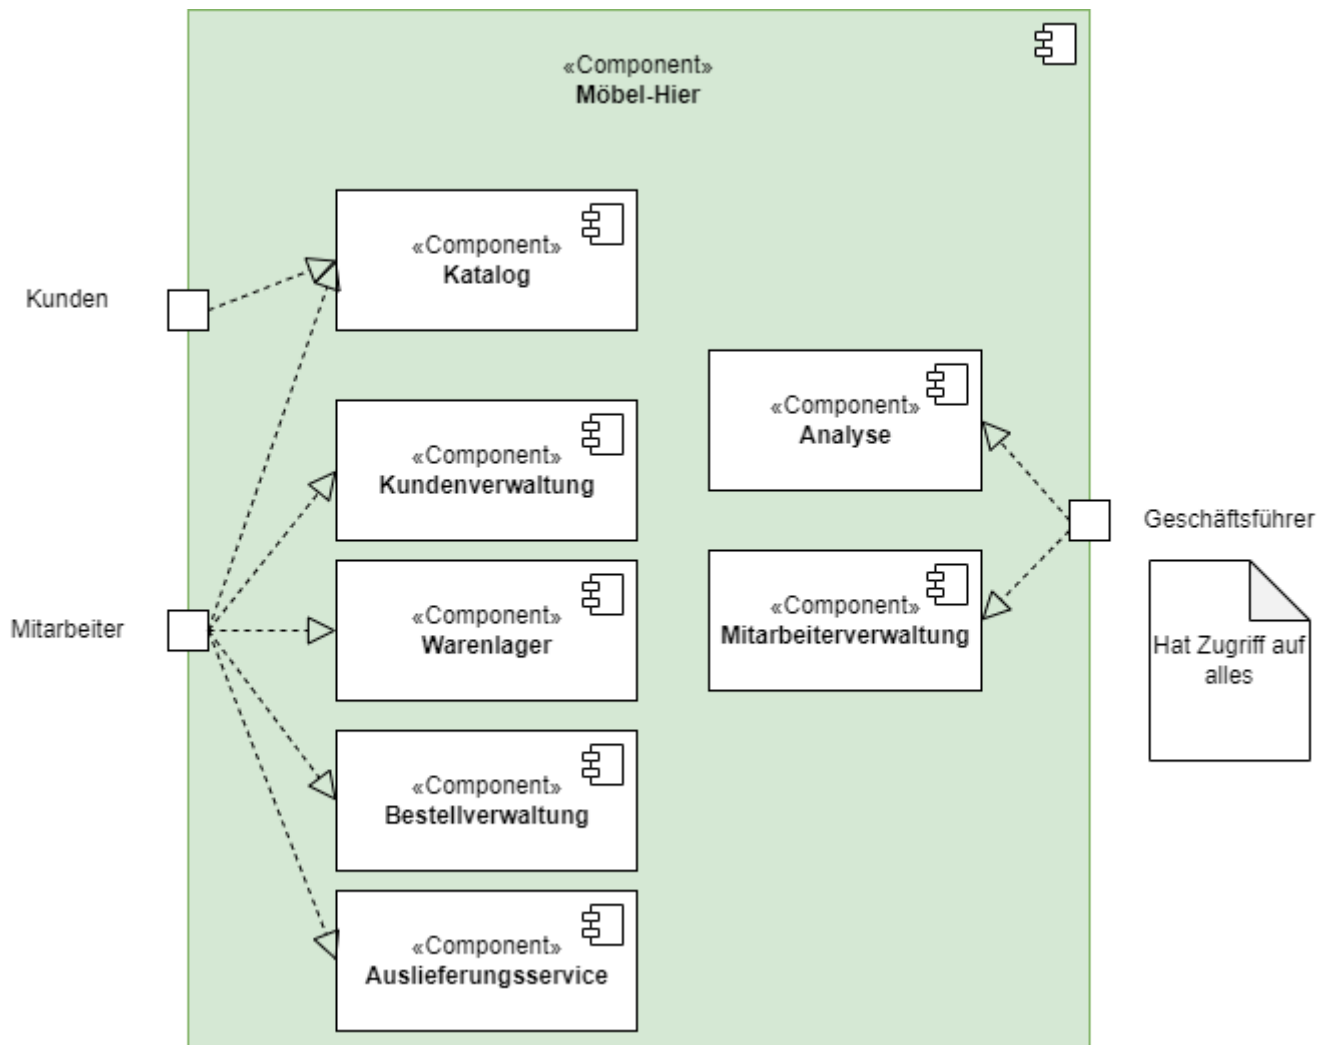 «Component»
Möbel-Hier
«Component»
Katalog
Kunden
«Component»
Analyse
«Component»
Kundenverwaltung
Geschäftsführer
«Component»
Mitarbeiterverwaltung
Hat Zugriff auf
alles
Mitarbeiter
«Component»
Warenlager
«Component»
Bestellverwaltung
«Component»
Auslieferungsservice